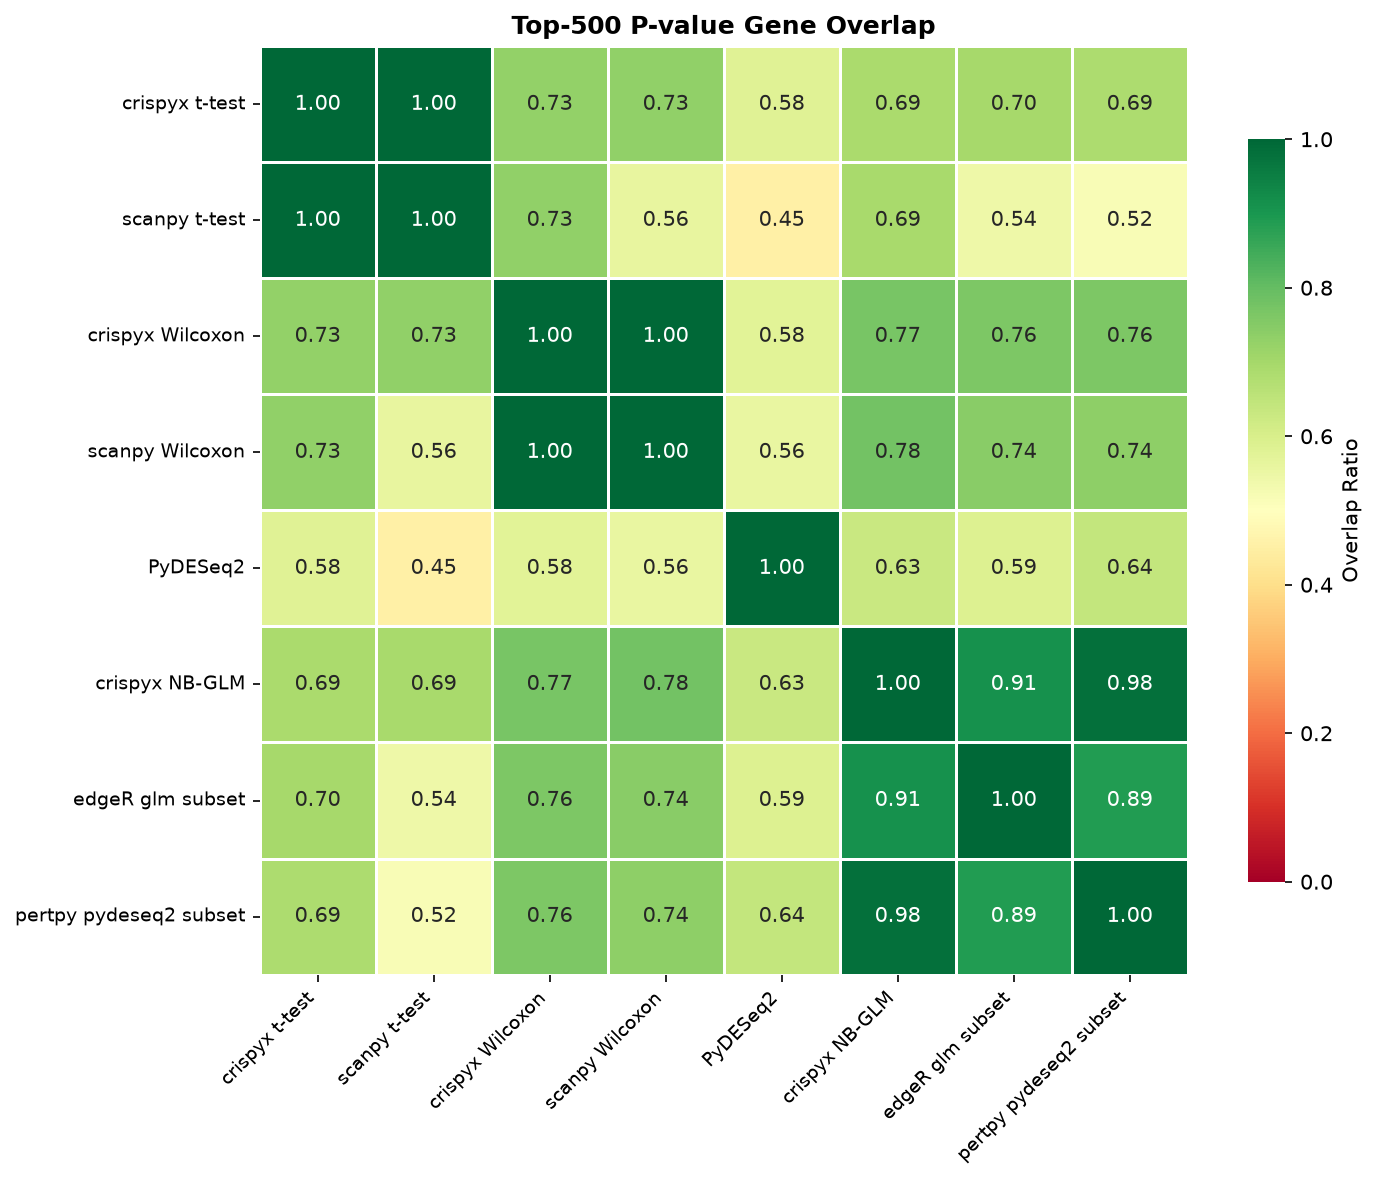 Top-500 P-value Gene Overlap
crispyx t-test 1.00 1.00 0.73 0.73 0.58 0.69 0.70 0.69
scanpy t-test 1.00 1.00 0.73 0.56 0.45 0.69 0.54 0.52
crispyx Wilcoxon 0.73 0.73 1.00 1.00 0.58 0.77 0.76 0.76
scanpy Wilcoxon 0.73 0.56 1.00 1.00 0.56 0.78 0.74 0.74
PyDESeq2 0.58 0.45 0.58 0.56 1.00 0.63 0.59 0.64
crispyx NB-GLM 0.69 0.69 0.77 0.78 0.63 1.00 0.91 0.98
edgeR glm subset 0.70 0.54 0.76 0.74 0.59 0.91 1.00 0.89
pertpy pydeseq2 subset 0.69 0.52 0.76 0.74 0.64 0.98 0.89 1.00
crispyx t-test
scanpy t-test
crispyx Wilcoxon
scanpy Wilcoxon
PyDESeq2
crispyx NB-GLM
edgeR glm subset
pertpy pydeseq2 subset
1.0
0.8
0.6
0.4
0.2
0.0
Overlap Ratio